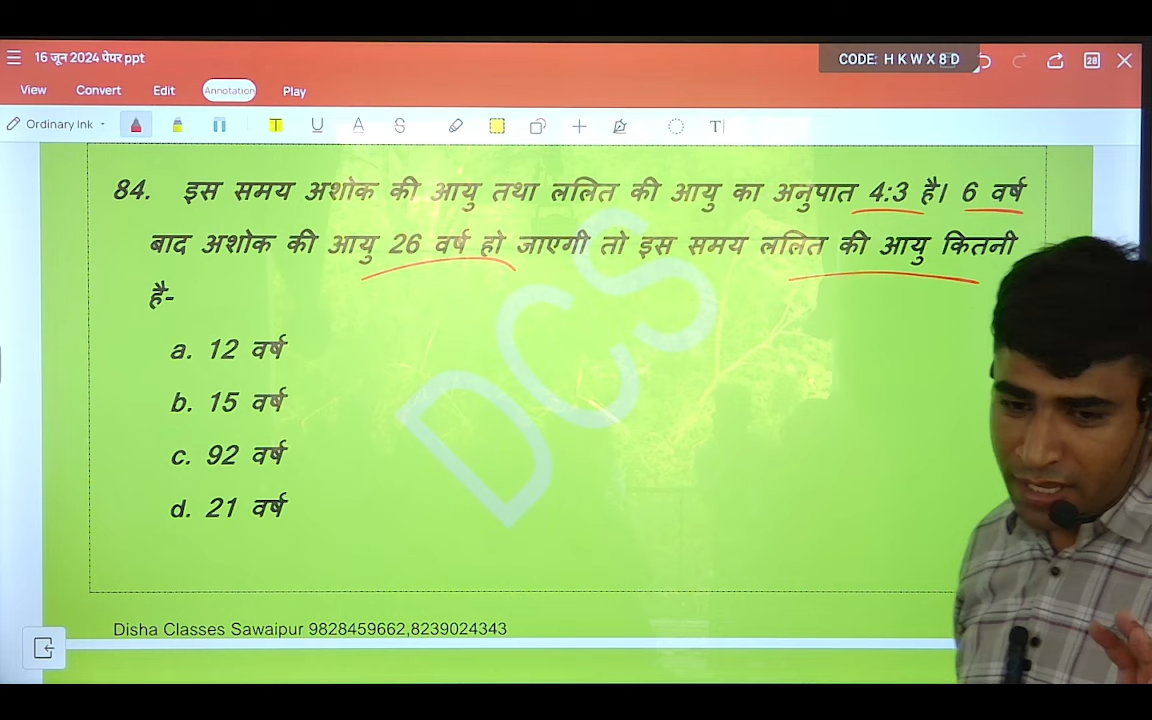 16 जून 2024 पेपर ppt
CODE: H K W X 8 D
28
View Convert Edit Annotation Play
Ordinary Ink
T U A S T
84. इस समय अशोक की आयु तथा ललित की आयु का अनुपात 4:3 है। 6 वर्ष
बाद अशोक की आयु 26 वर्ष हो जाएगी तो इस समय ललित की आयु कितनी
है-
a. 12 वर्ष
b. 15 वर्ष
c. 92 वर्ष
d. 21 वर्ष
DCS
Disha Classes Sawaipur 9828459662,8239024343